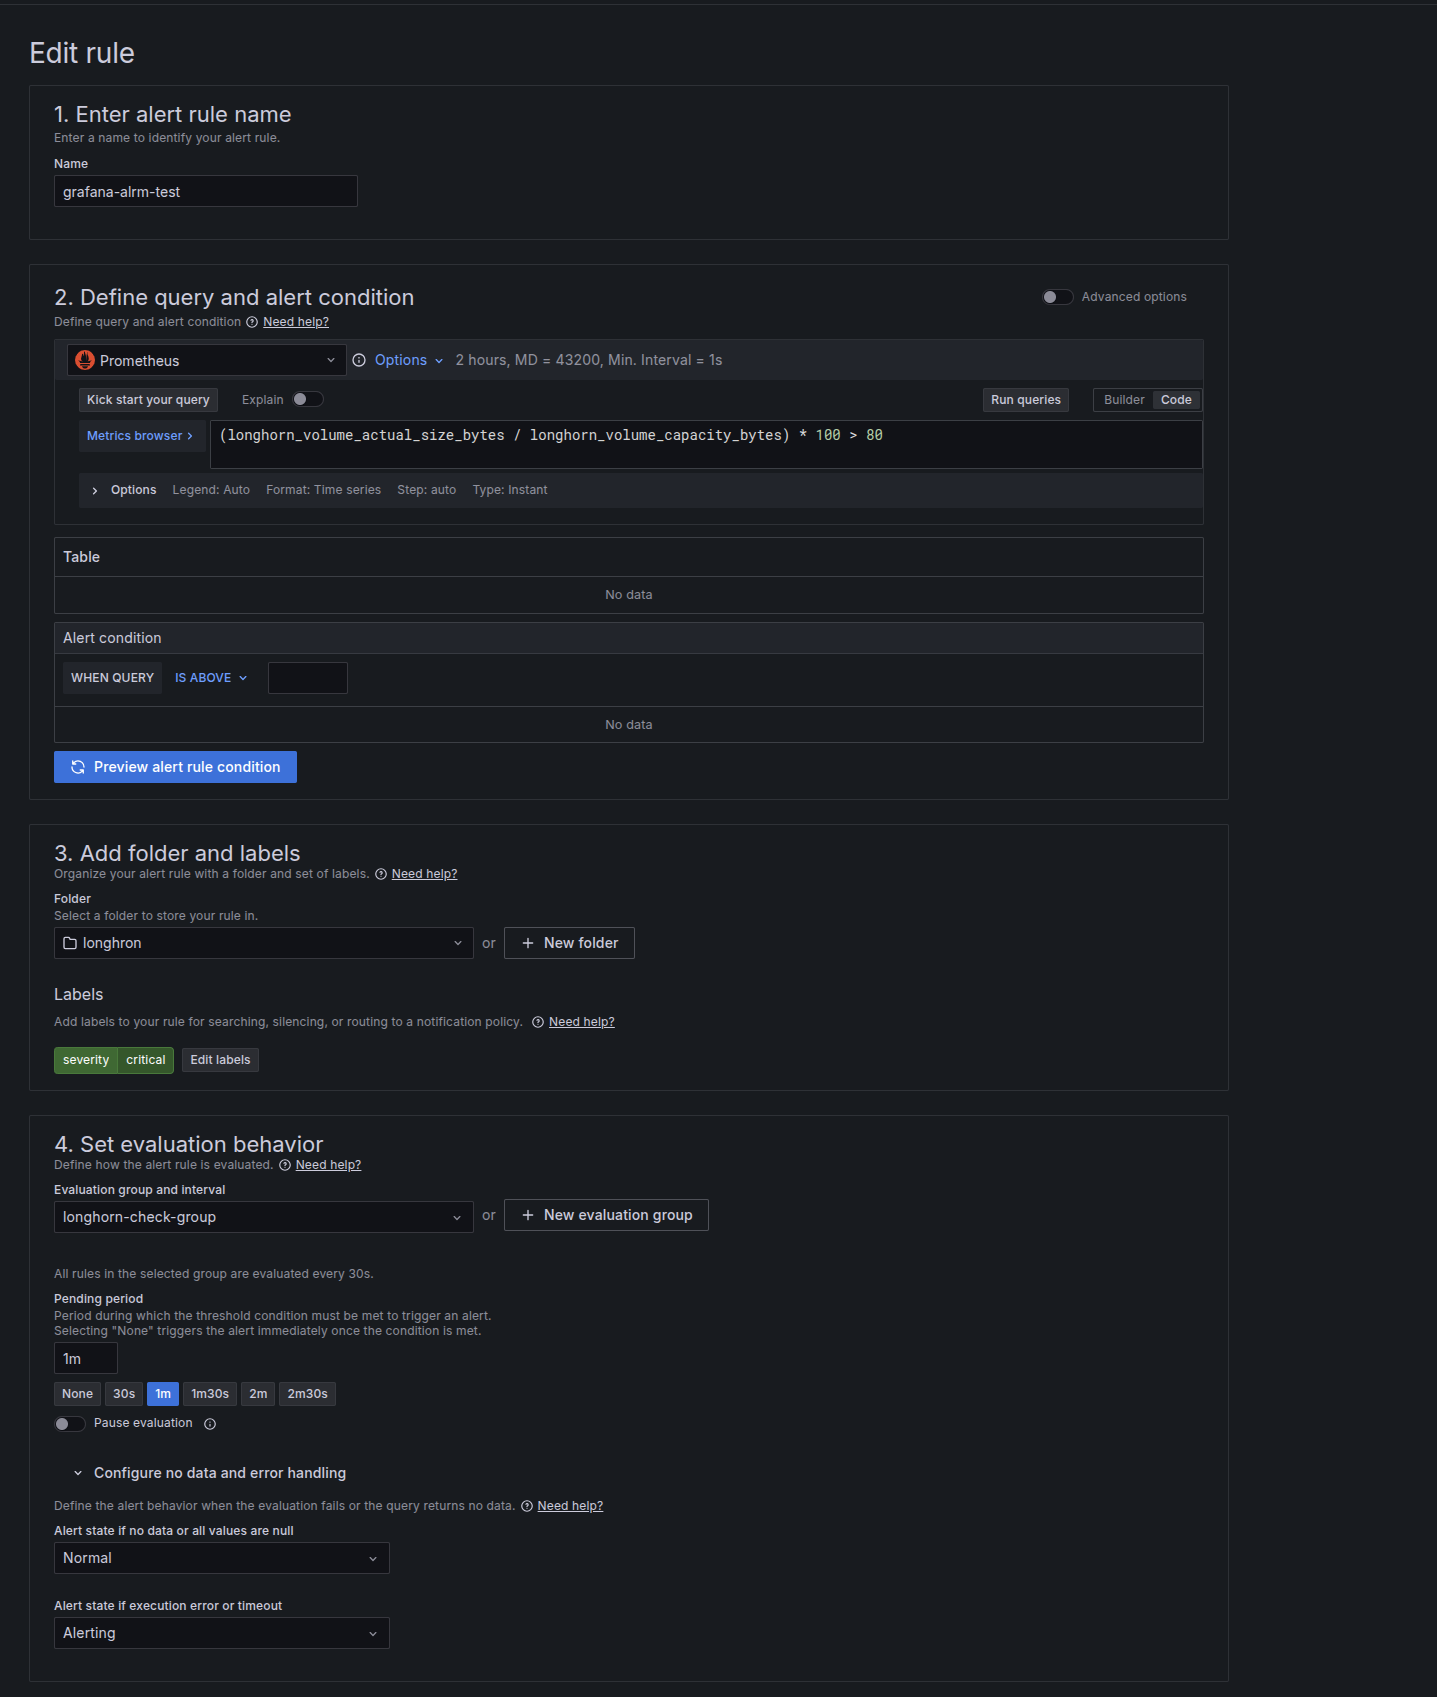 Edit rule
1. Enter alert rule name
Enter a name to identify your alert rule.
Name
grafana-alrm-test
2. Define query and alert condition
Advanced options
Define query and alert condition Need help?
Prometheus Options 2 hours, MD = 43200, Min. Interval = 1s
Kick start your query Explain Run queries Builder Code
Metrics browser > (longhorn_volume_actual_size_bytes / longhorn_volume_capacity_bytes) * 100 > 80
Options Legend: Auto Format: Time series Step: auto Type: Instant
Table
No data
Alert condition
WHEN QUERY IS ABOVE
No data
Preview alert rule condition
3. Add folder and labels
Organize your alert rule with a folder and set of labels. Need help?
Folder
Select a folder to store your rule in.
longhron or + New folder
Labels
Add labels to your rule for searching, silencing, or routing to a notification policy. Need help?
severity critical Edit labels
4. Set evaluation behavior
Define how the alert rule is evaluated. Need help?
Evaluation group and interval
longhorn-check-group or + New evaluation group
All rules in the selected group are evaluated every 30s.
Pending period
Period during which the threshold condition must be met to trigger an alert.
Selecting "None" triggers the alert immediately once the condition is met.
1m
None 30s 1m 1m30s 2m 2m30s
Pause evaluation
Configure no data and error handling
Define the alert behavior when the evaluation fails or the query returns no data. Need help?
Alert state if no data or all values are null
Normal
Alert state if execution error or timeout
Alerting